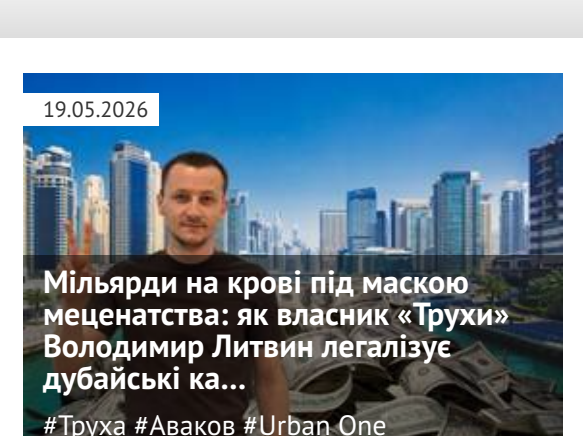 19.05.2026
Мільярди на крові під маскою
меценатства: як власник «Трухи»
Володимир Литвин легалізує
дубайські ка...
#Труха #Аваков #Urban One